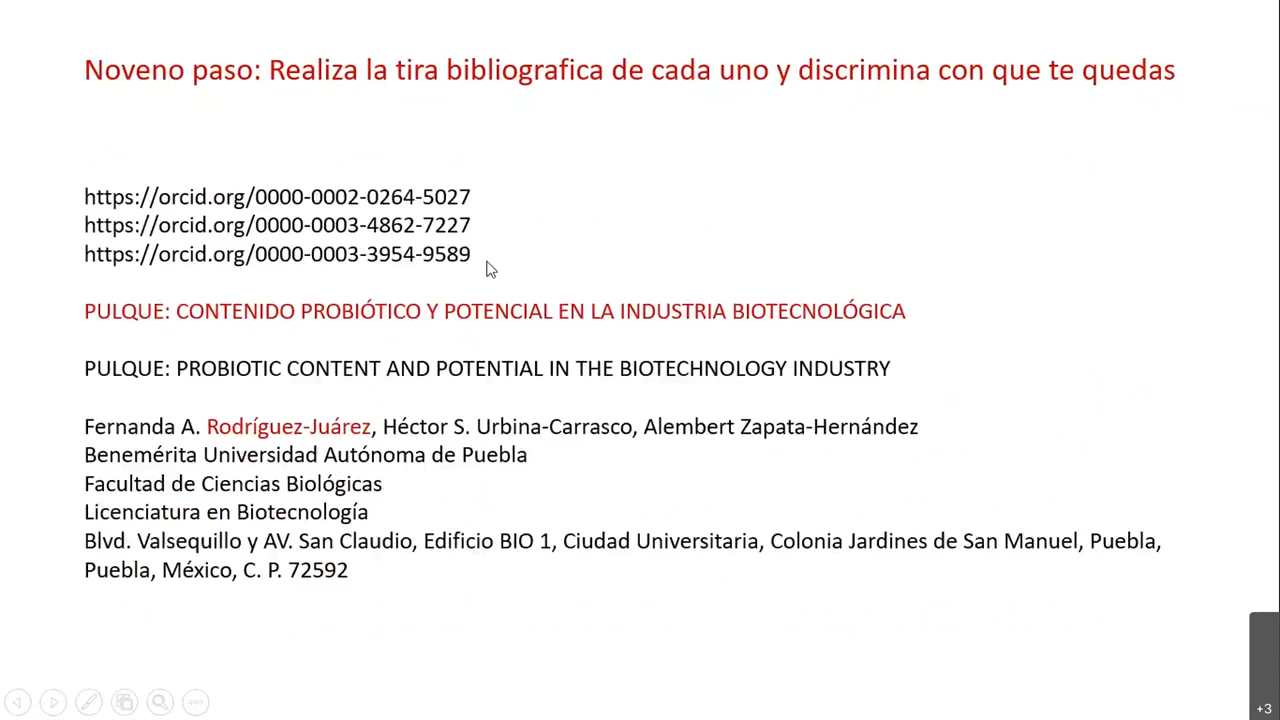 Noveno paso: Realiza la tira bibliografica de cada uno y discrimina con que te quedas
https://orcid.org/0000-0002-0264-5027
https://orcid.org/0000-0003-4862-7227
https://orcid.org/0000-0003-3954-9589
PULQUE: CONTENIDO PROBIÓTICO Y POTENCIAL EN LA INDUSTRIA BIOTECNOLÓGICA
PULQUE: PROBIOTIC CONTENT AND POTENTIAL IN THE BIOTECHNOLOGY INDUSTRY
Fernanda A. Rodríguez-Juárez, Héctor S. Urbina-Carrasco, Alembert Zapata-Hernández
Benemérita Universidad Autónoma de Puebla
Facultad de Ciencias Biológicas
Licenciatura en Biotecnología
Blvd. Valsequillo y AV. San Claudio, Edificio BIO 1, Ciudad Universitaria, Colonia Jardines de San Manuel, Puebla,
Puebla, México, C. P. 72592
+3